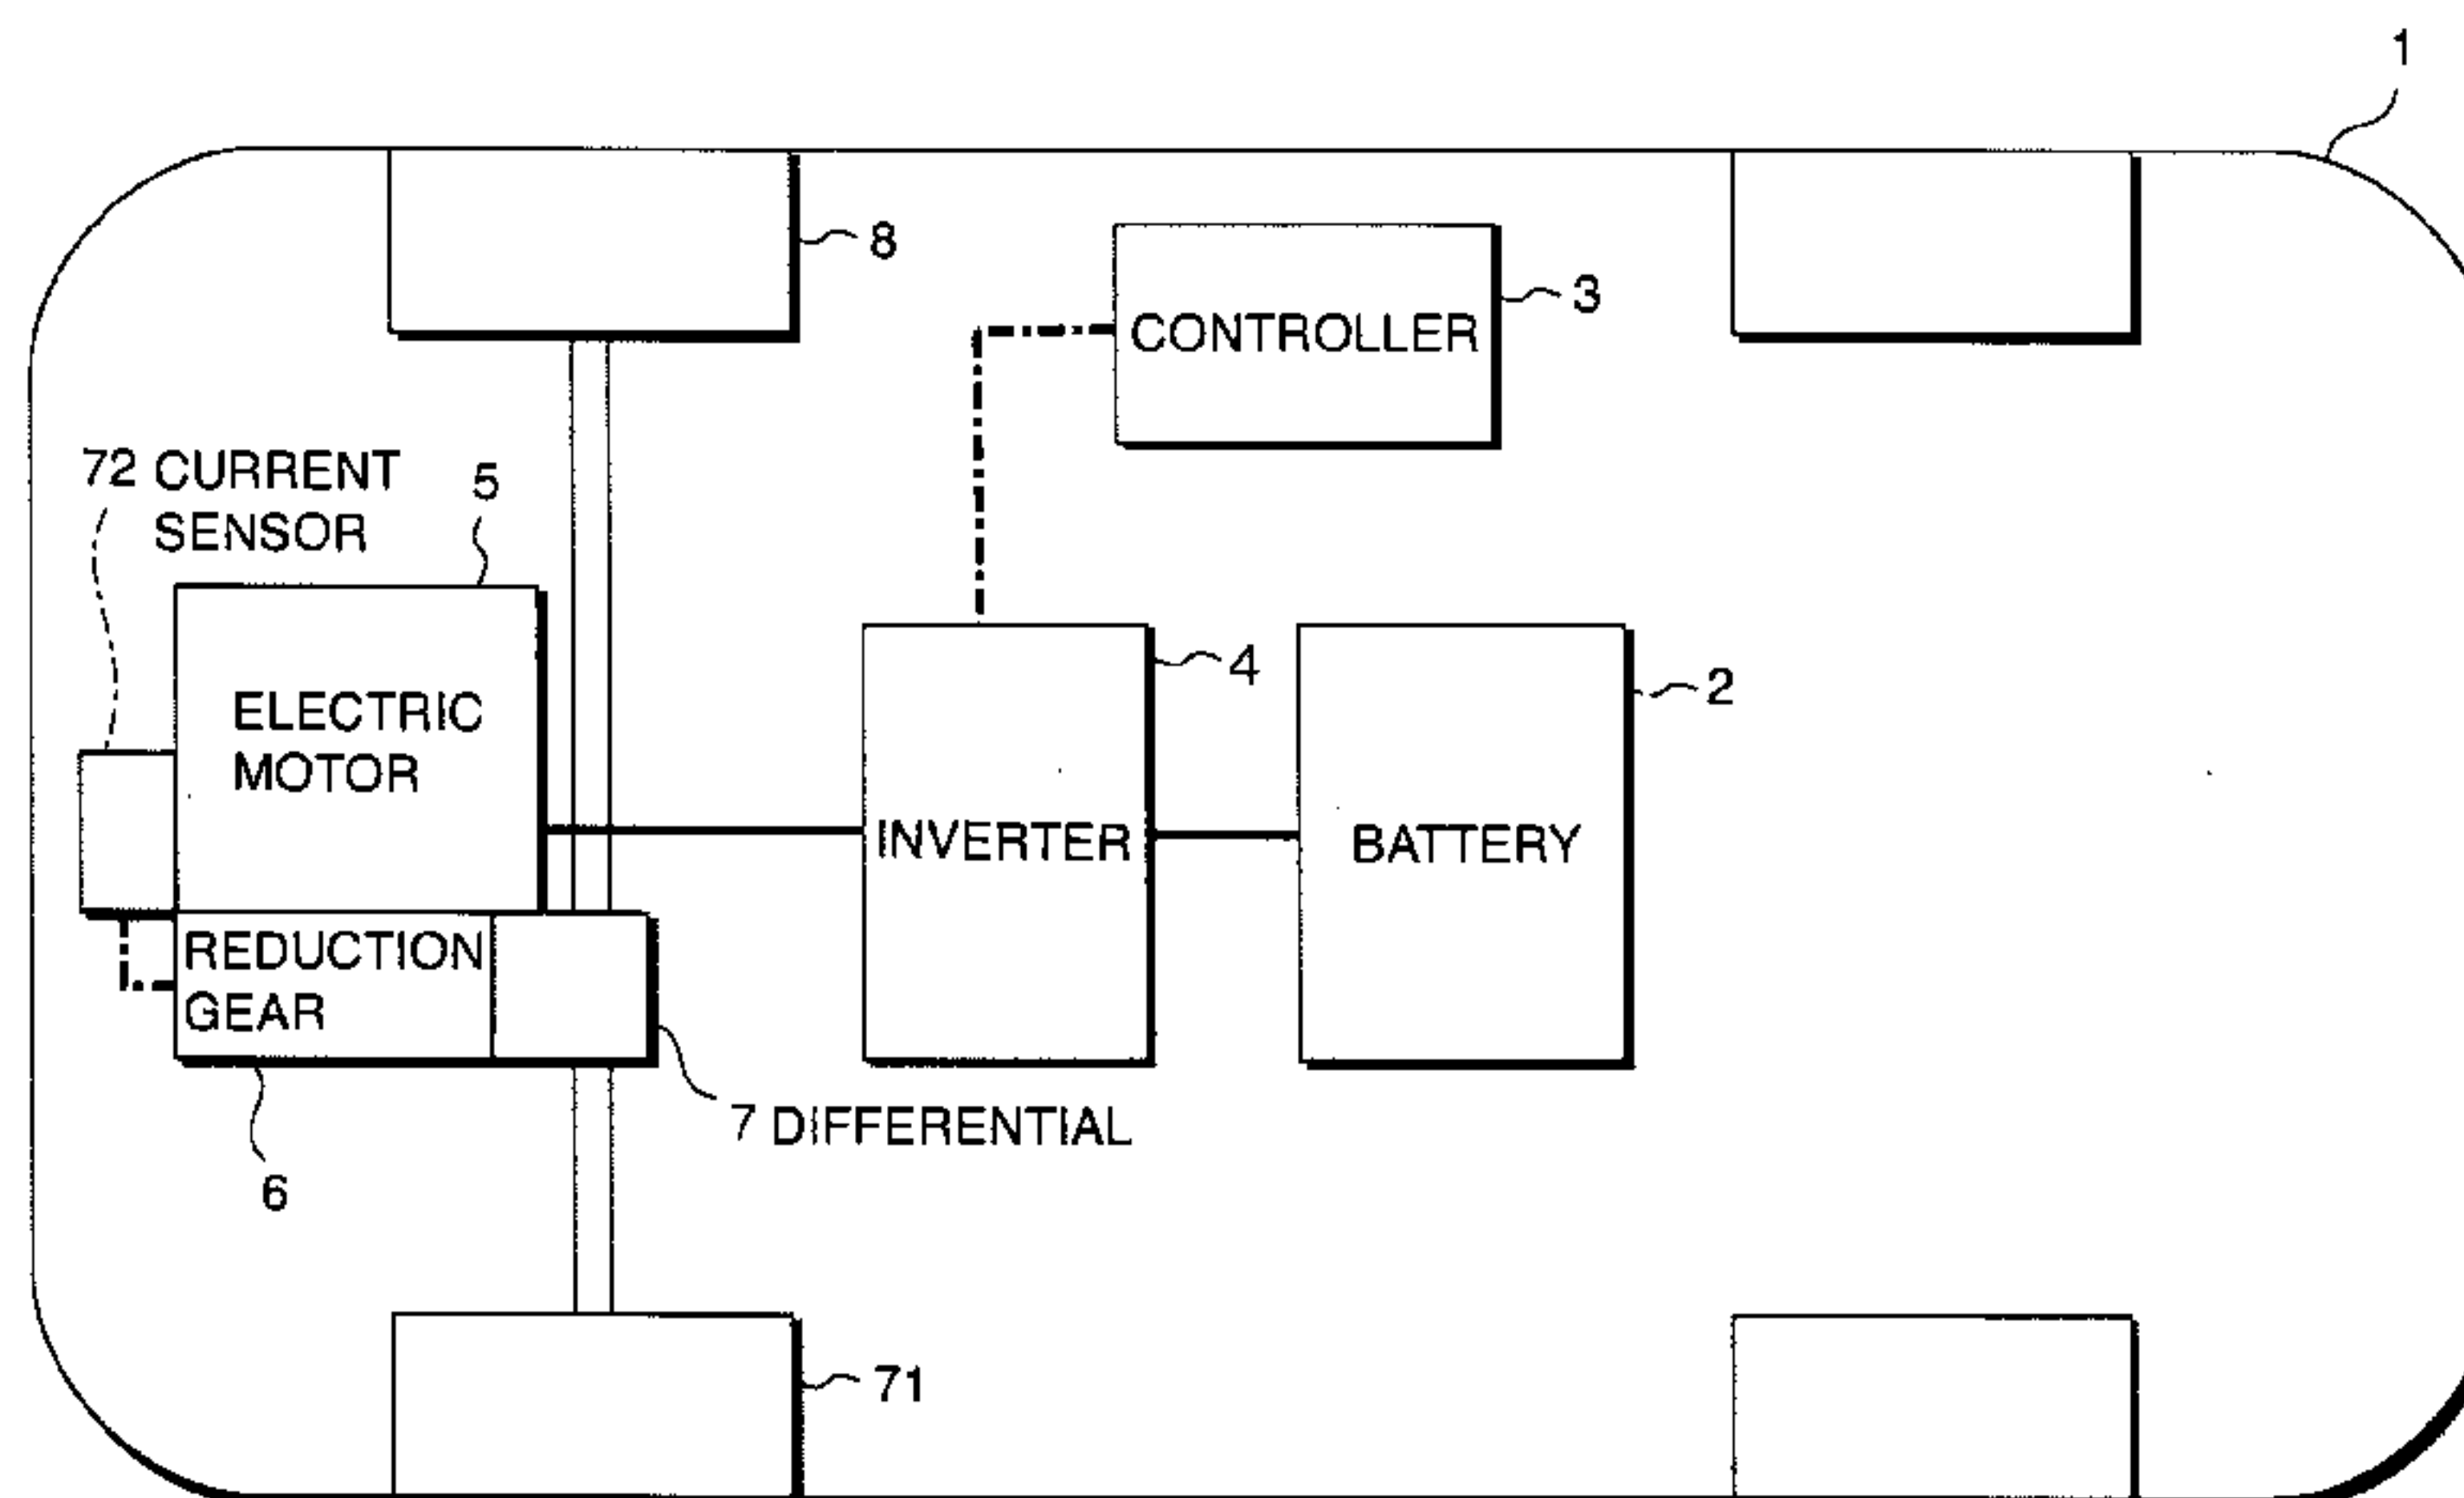 1
8
3
CONTROLLER
72 CURRENT
SENSOR
5
4
2
ELECTRIC
MOTOR
INVERTER
BATTERY
REDUCTION
GEAR
7 DIFFERENTIAL
6
71